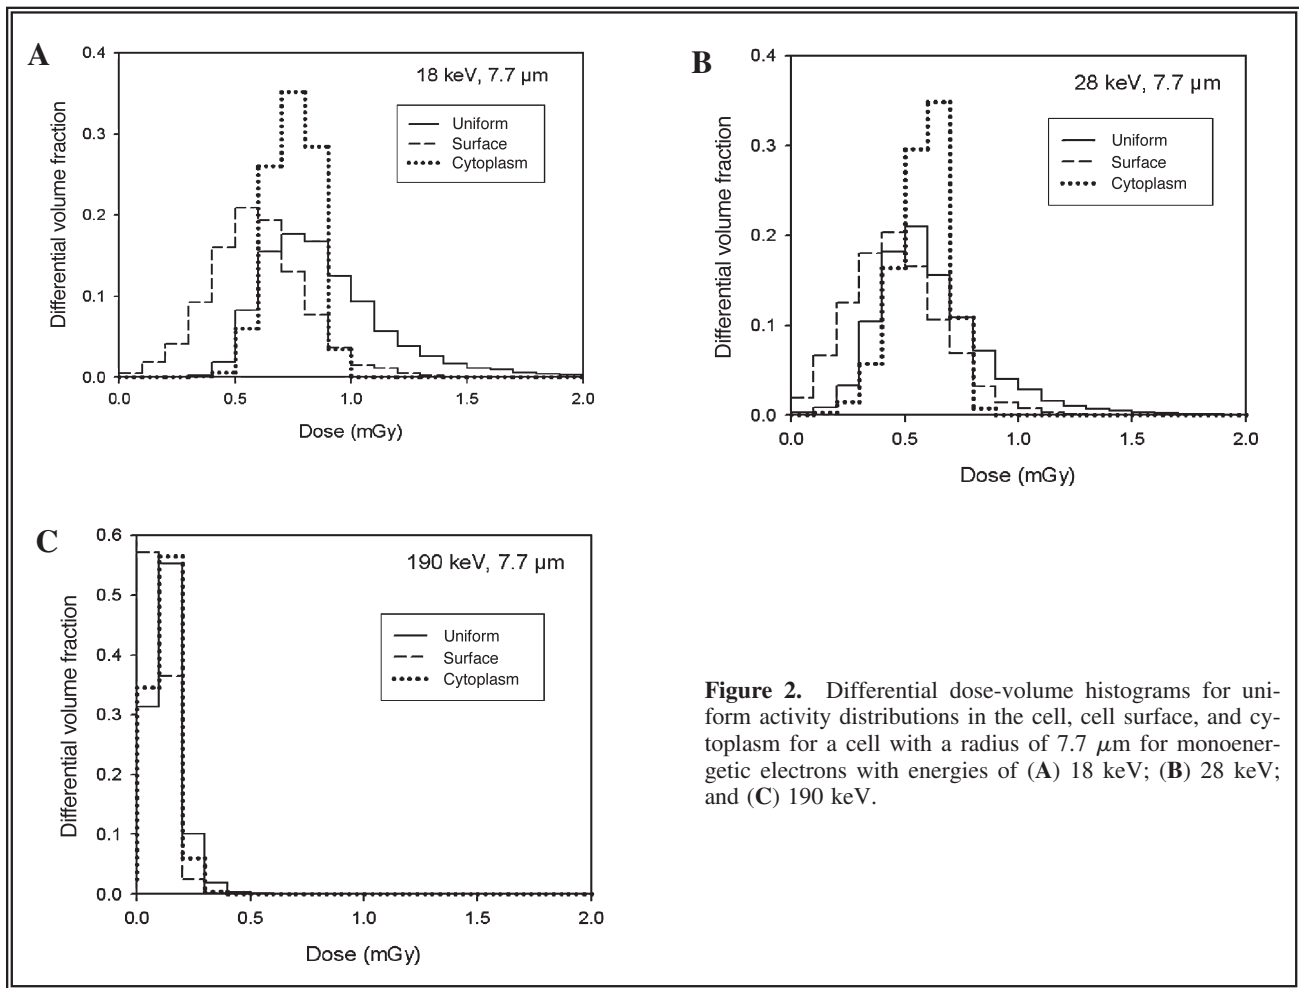 A
18 keV, 7.7 μm
Uniform
Surface
Cytoplasm
Differential volume fraction
0.4
0.3
0.2
0.1
0.0
0.0 0.5 1.0 1.5 2.0
Dose (mGy)
B
28 keV, 7.7 μm
Uniform
Surface
Cytoplasm
Differential volume fraction
0.4
0.3
0.2
0.1
0.0
0.0 0.5 1.0 1.5 2.0
Dose (mGy)
C
190 keV, 7.7 μm
Uniform
Surface
Cytoplasm
Differential volume fraction
0.6
0.5
0.4
0.3
0.2
0.1
0.0
0.0 0.5 1.0 1.5 2.0
Dose (mGy)
Figure 2. Differential dose-volume histograms for uni-
form activity distributions in the cell, cell surface, and cy-
toplasm for a cell with a radius of 7.7 μm for monoener-
getic electrons with energies of (A) 18 keV; (B) 28 keV;
and (C) 190 keV.